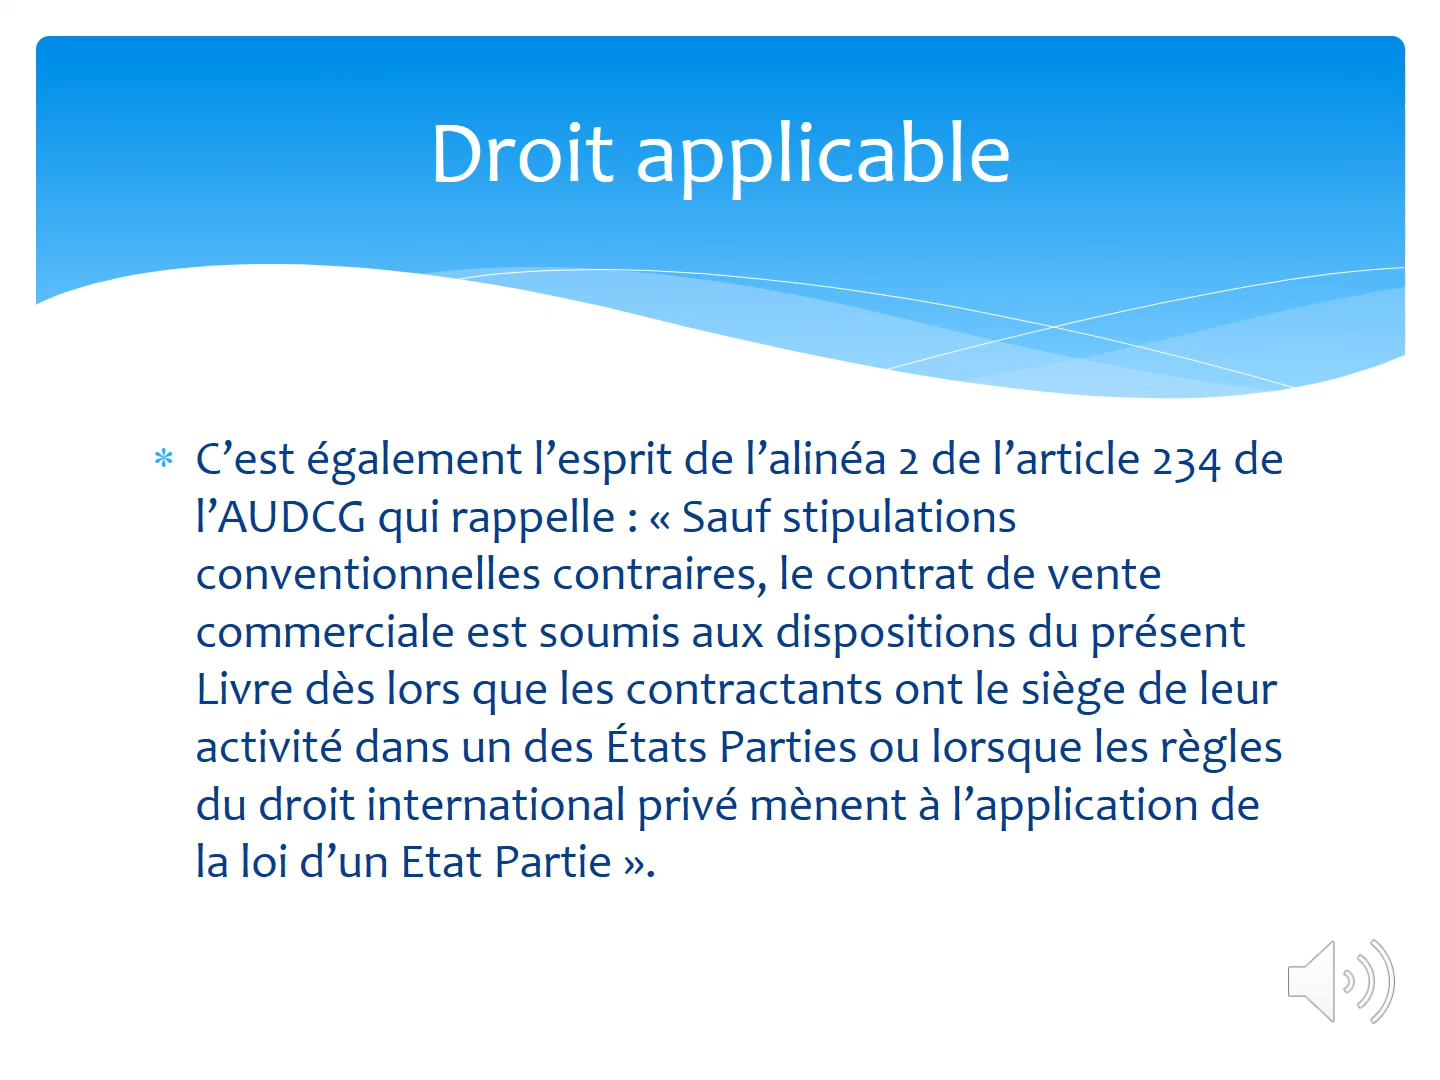 Droit applicable
* C’est également l’esprit de l’alinéa 2 de l’article 234 de
l’AUDCG qui rappelle : « Sauf stipulations
conventionnelles contraires, le contrat de vente
commerciale est soumis aux dispositions du présent
Livre dès lors que les contractants ont le siège de leur
activité dans un des États Parties ou lorsque les règles
du droit international privé mènent à l’application de
la loi d’un Etat Partie ».